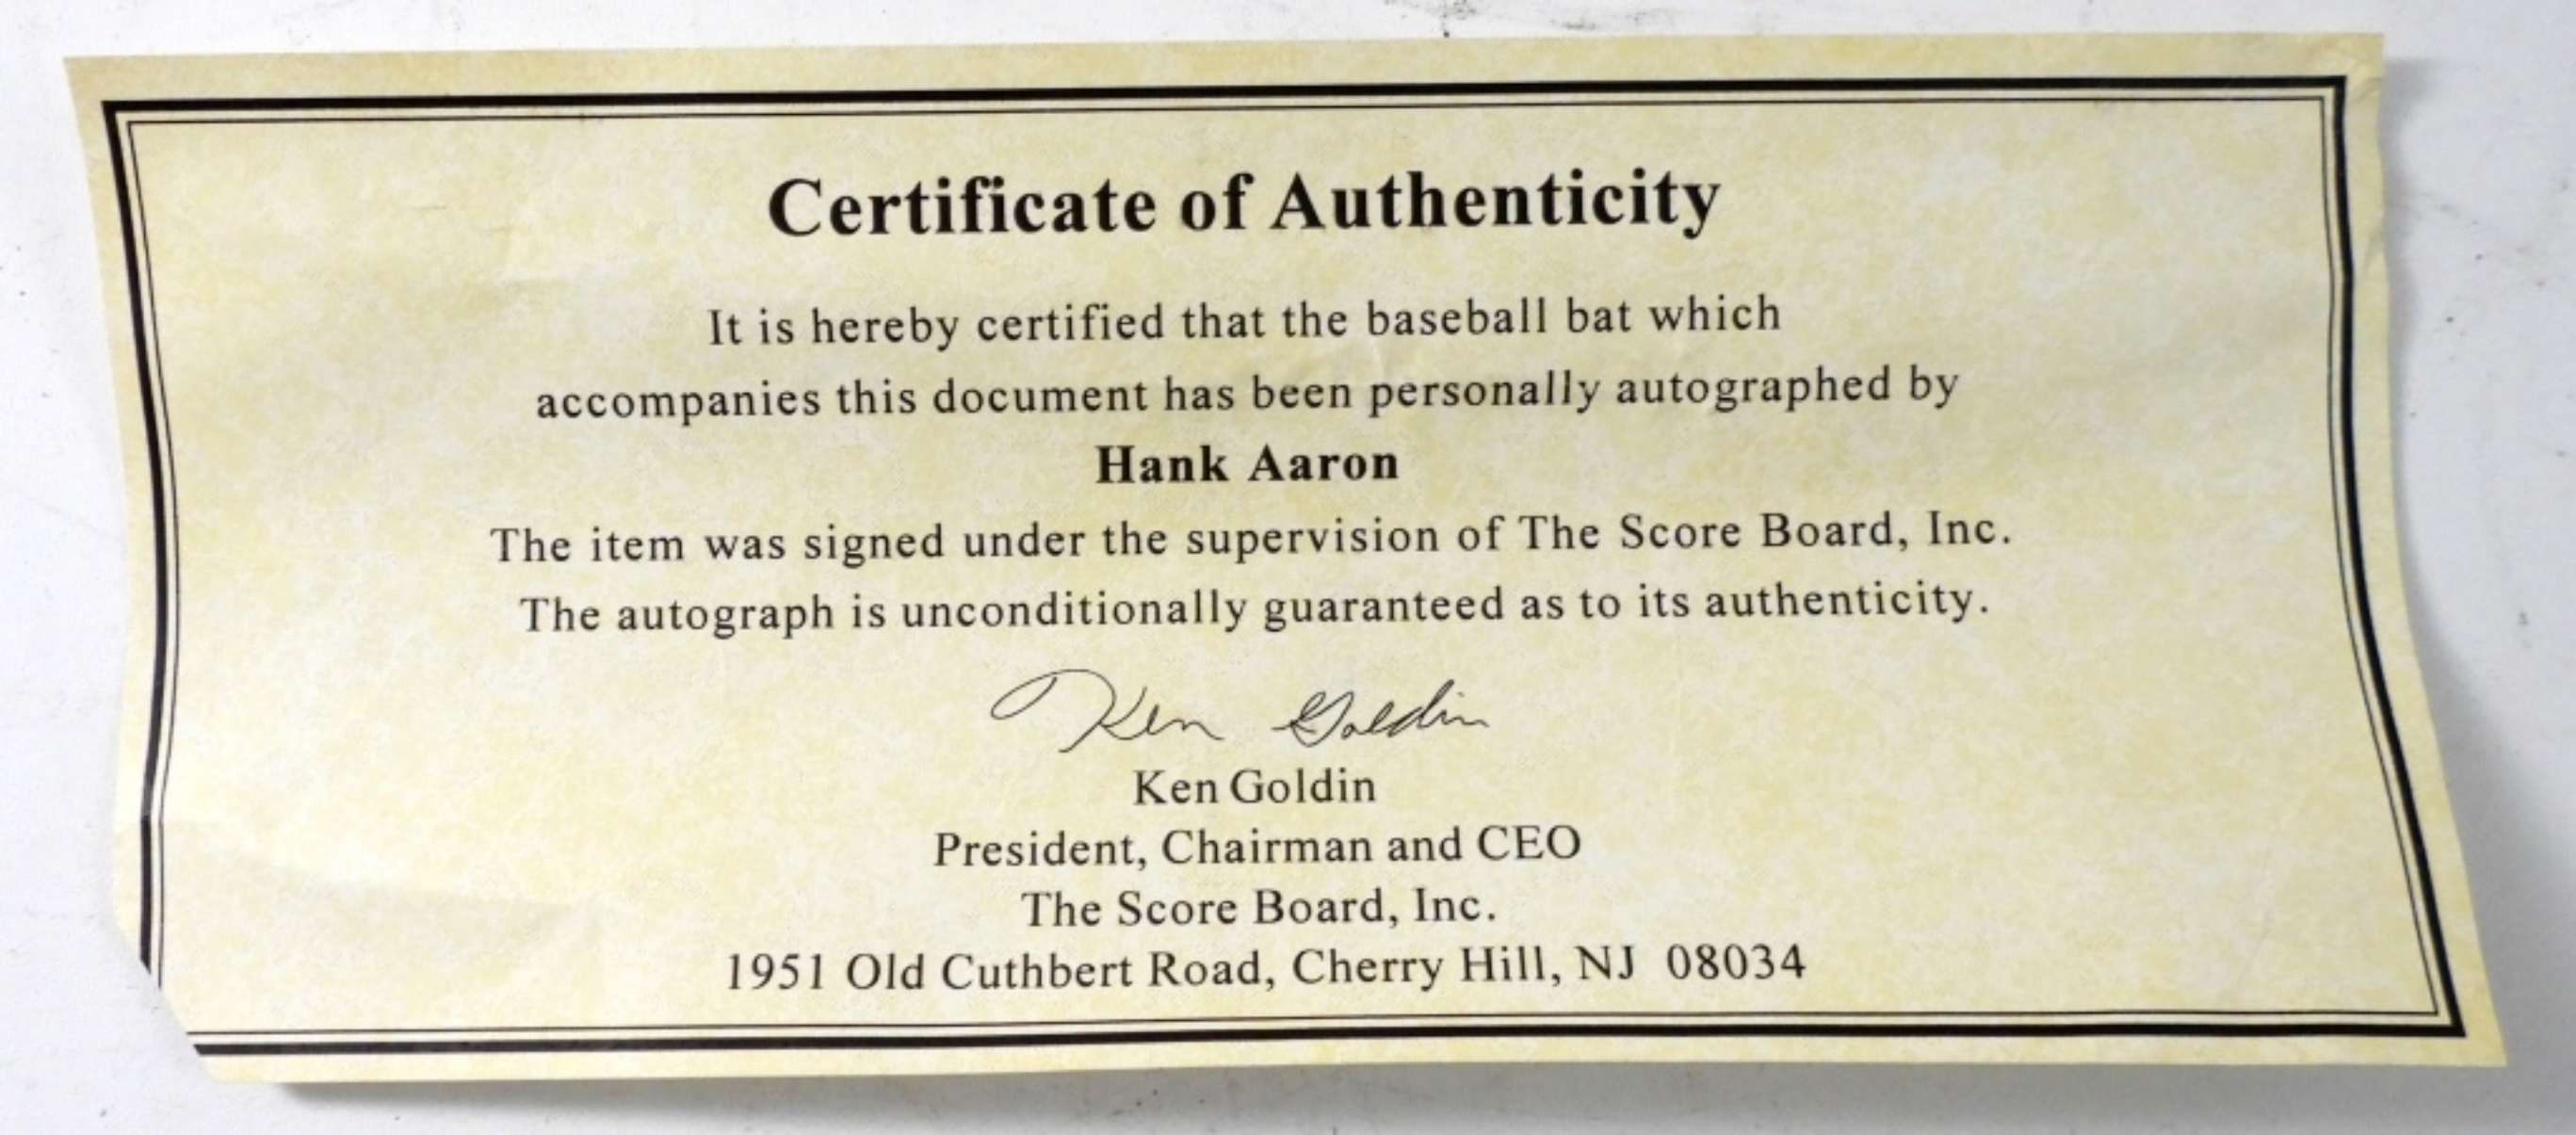 Certificate of Authenticity
It is hereby certified that the baseball bat which
accompanies this document has been personally autographed by
Hank Aaron
The item was signed under the supervision of The Score Board, Inc.
The autograph is unconditionally guaranteed as to its authenticity.
Ken Goldin
Ken Goldin
President, Chairman and CEO
The Score Board, Inc.
1951 Old Cuthbert Road, Cherry Hill, NJ  08034